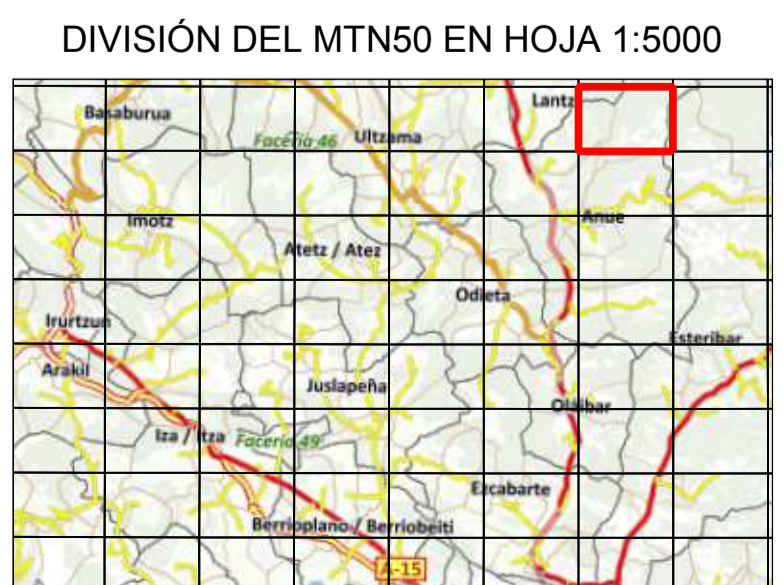 DIVISIÓN DEL MTN50 EN HOJA 1:5000
Lantz
Basaburua
Facería 46
Ultzama
Imotz
Anue
Atetz / Atez
Odieta
Irurtzun
Esteribar
Arakil
Juslapeña
Oláibar
Iza / Itza
Facería 49
Ezcabarte
Berrioplano / Berriobeiti
A-15